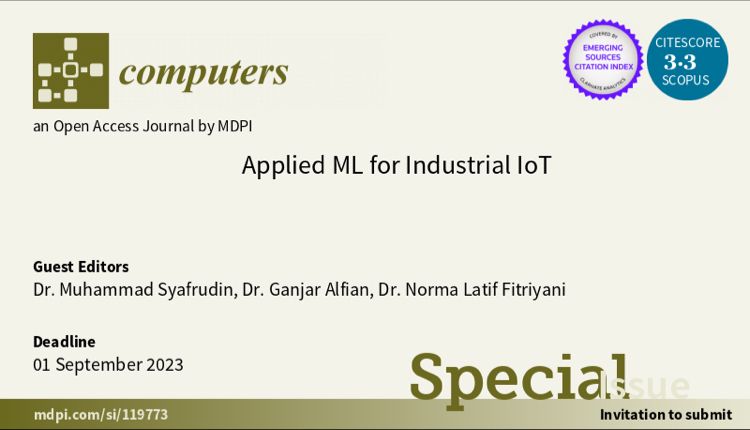 computers
COVERED BY
EMERGING
SOURCES
CITATION INDEX
CLARIVATE ANALYTICS
CITESCORE
3.3
SCOPUS
an Open Access Journal by MDPI
Applied ML for Industrial IoT
Guest Editors
Dr. Muhammad Syafrudin, Dr. Ganjar Alfian, Dr. Norma Latif Fitriyani
Deadline
01 September 2023
Special Issue
mdpi.com/si/119773
Invitation to submit